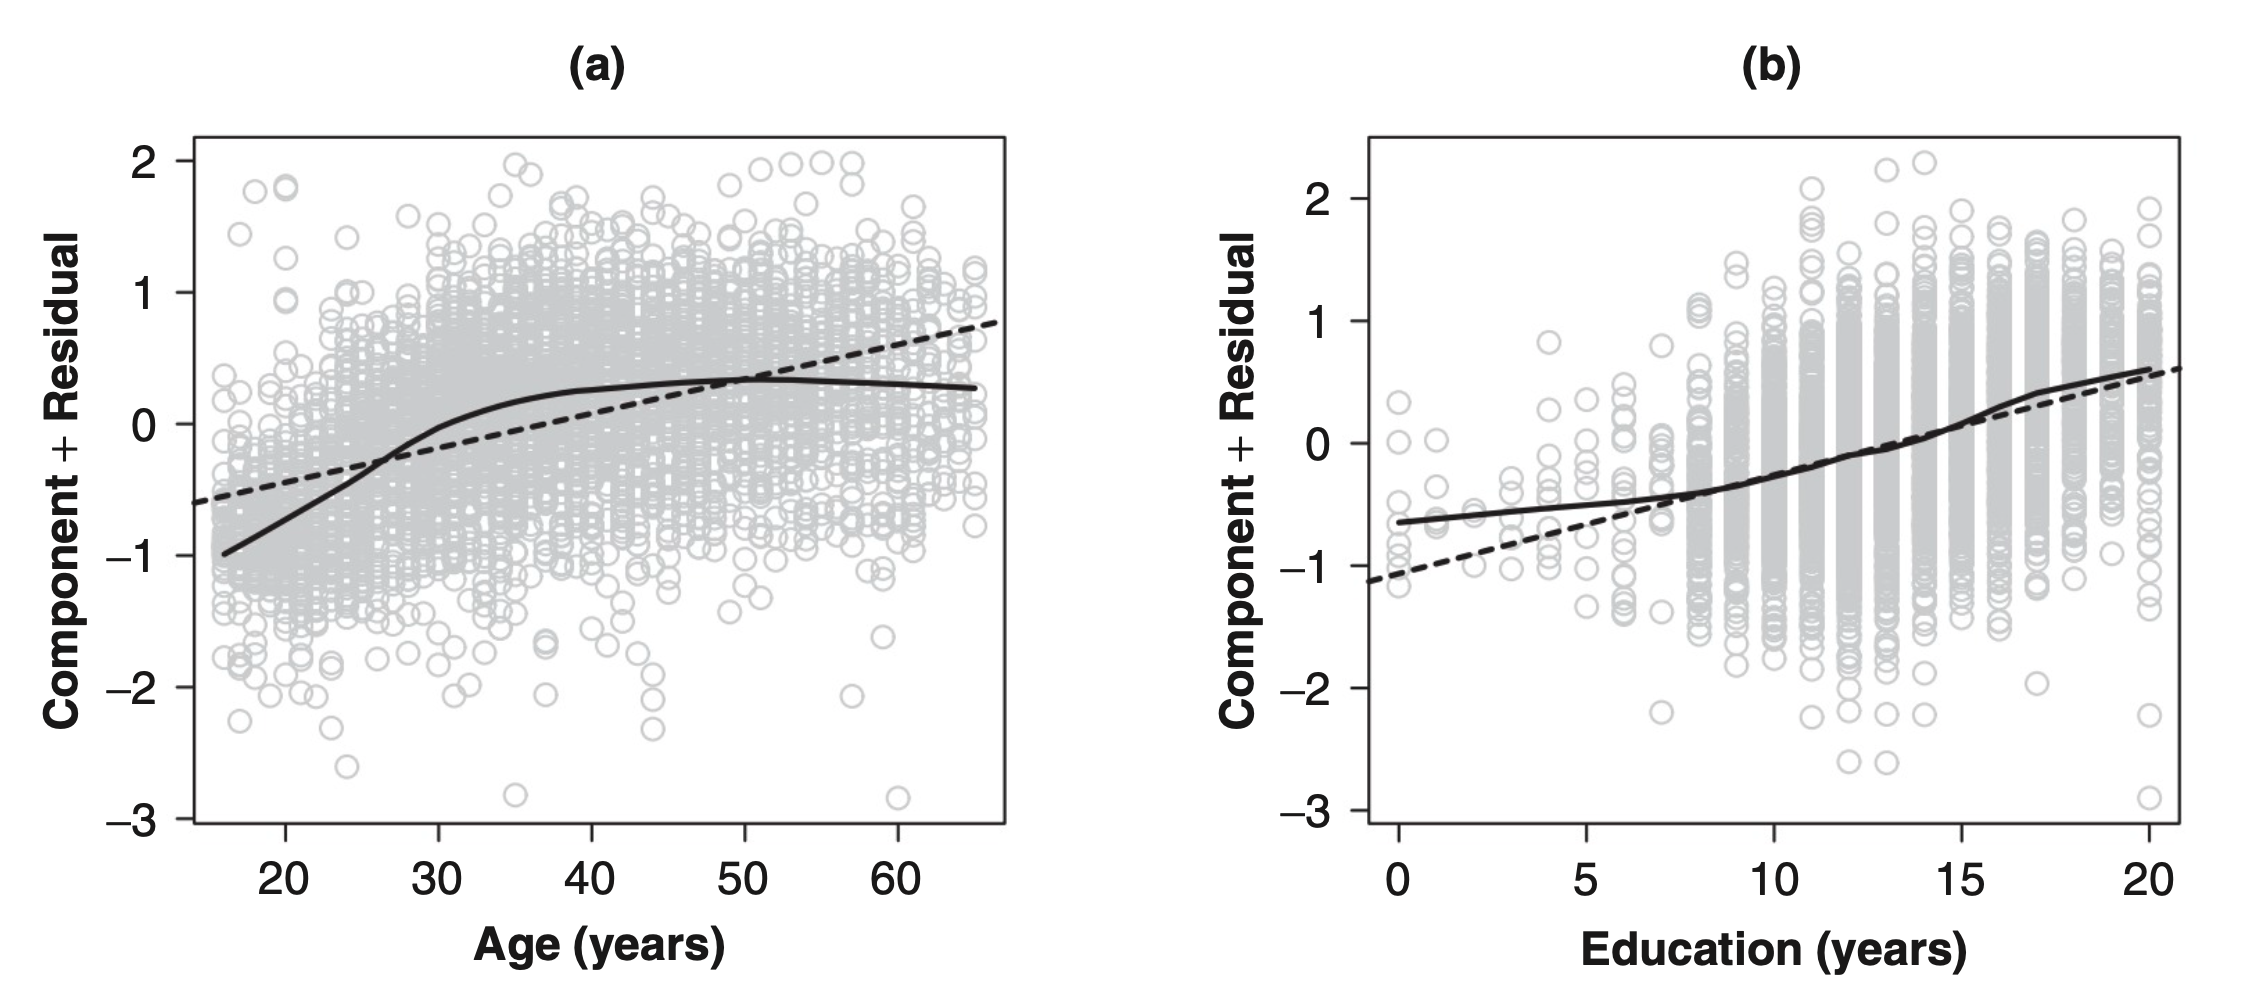 (a)
Component + Residual
2
1
0
−1
−2
−3
20 30 40 50 60
Age (years)
(b)
Component + Residual
2
1
0
−1
−2
−3
0 5 10 15 20
Education (years)